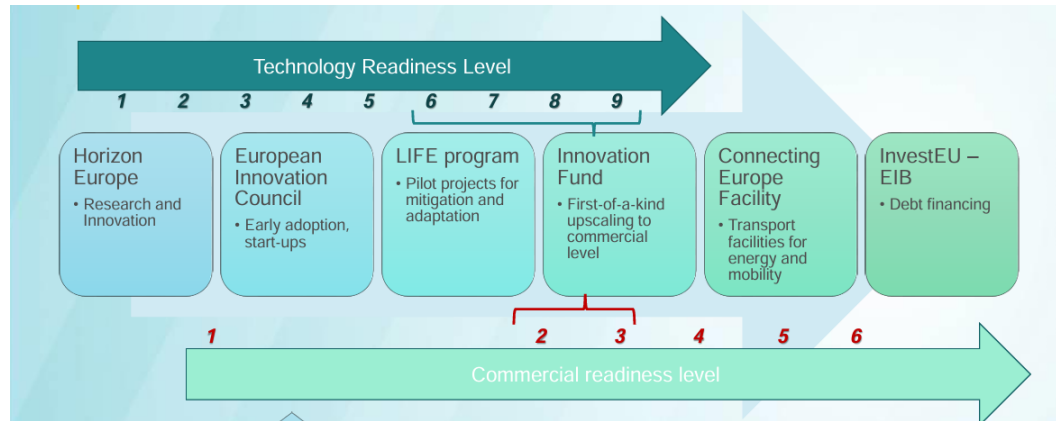 Technology Readiness Level
1 2 3 4 5 6 7 8 9
Horizon
Europe
• Research and
Innovation
European
Innovation
Council
• Early adoption,
start-ups
LIFE program
• Pilot projects for
mitigation and
adaptation
Innovation
Fund
• First-of-a-kind
upscaling to
commercial
level
Connecting
Europe
Facility
• Transport
facilities for
energy and
mobility
InvestEU –
EIB
• Debt financing
1 2 3 4 5 6
Commercial readiness level